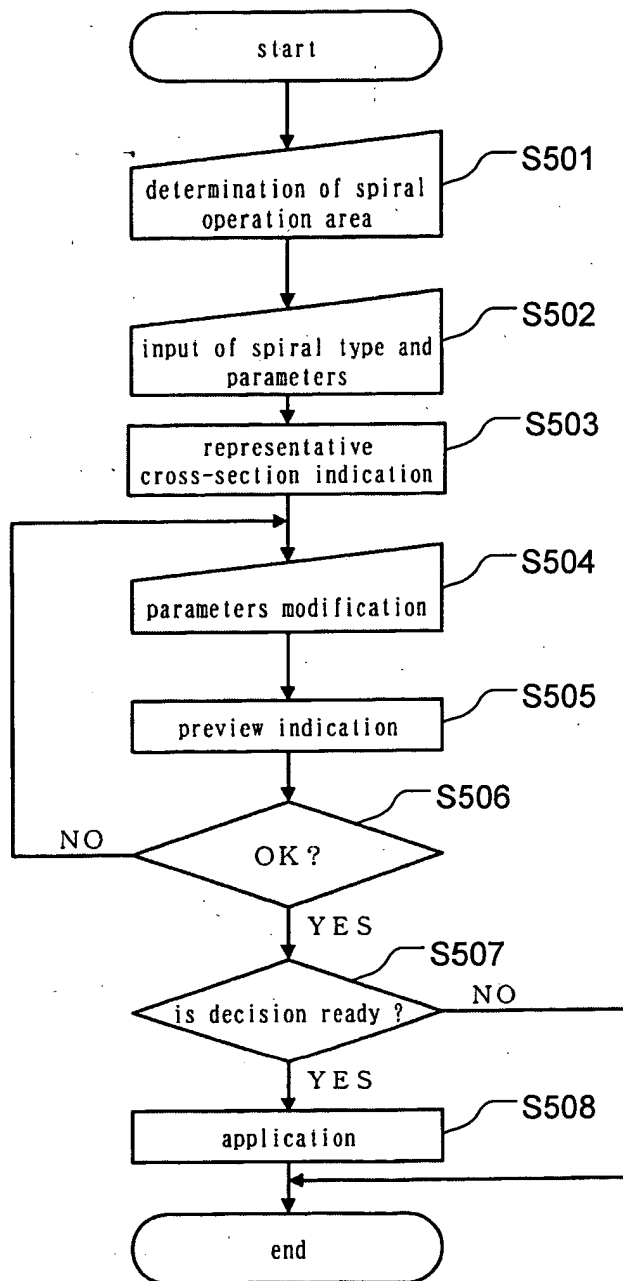 start
S501
determination of spiral
operation area
S502
input of spiral type and
parameters
S503
representative
cross-section indication
S504
parameters modification
S505
preview indication
S506
NO
OK?
YES
S507
is decision ready ?
NO
YES
S508
application
end